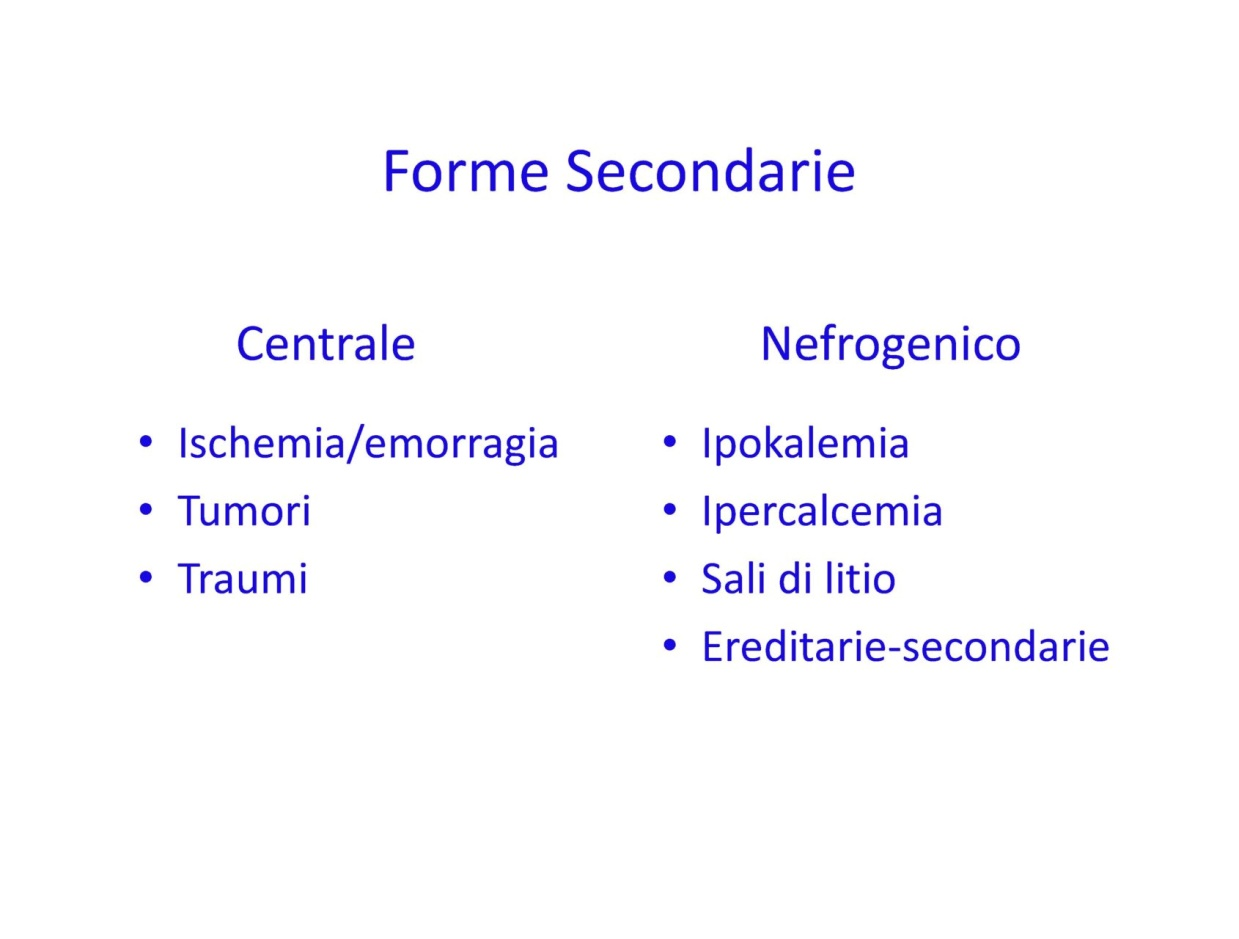 Forme Secondarie
Centrale
• Ischemia/emorragia
• Tumori
• Traumi
Nefrogenico
• Ipokalemia
• Ipercalcemia
• Sali di litio
• Ereditarie-secondarie